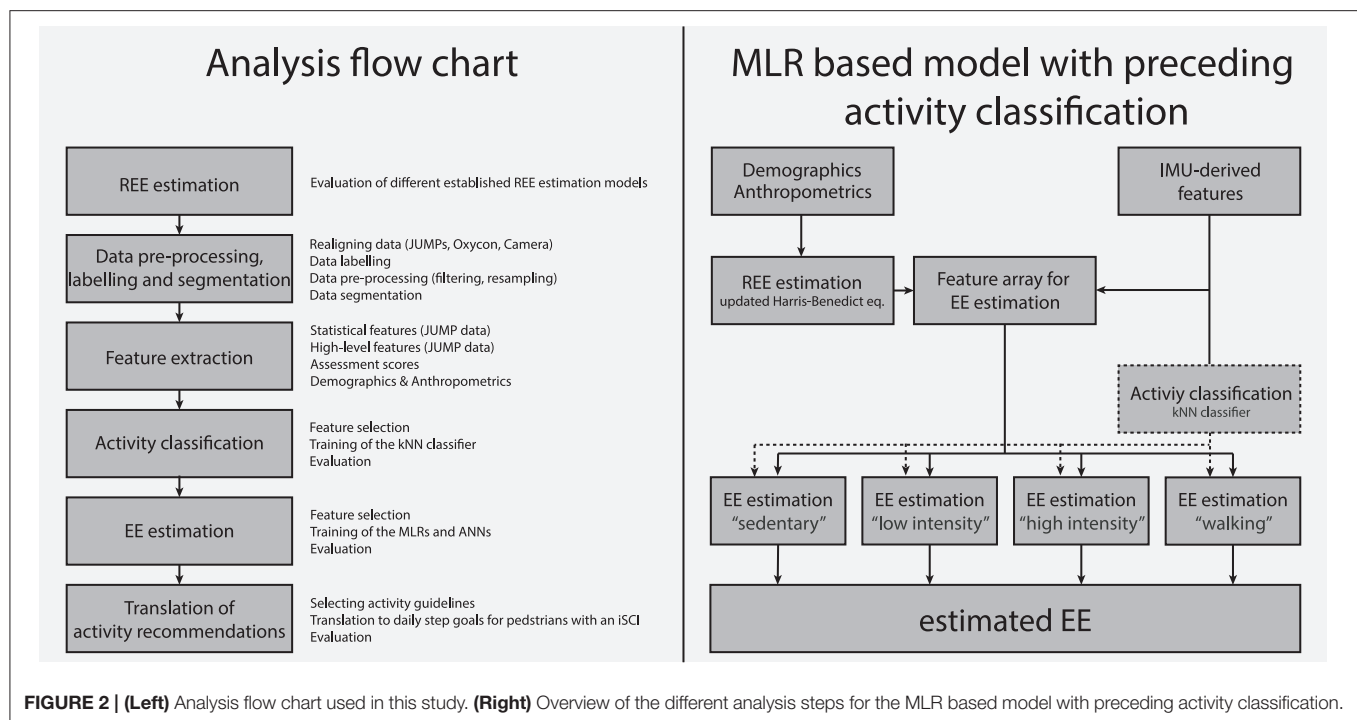 Analysis flow chart
REE estimation
Evaluation of different established REE estimation models
Data pre-processing,
labelling and segmentation
Realigning data (JUMPs, Oxycon, Camera)
Data labelling
Data pre-processing (filtering, resampling)
Data segmentation
Feature extraction
Statistical features (JUMP data)
High-level features (JUMP data)
Assessment scores
Demographics & Anthropometrics
Activity classification
Feature selection
Training of the kNN classifier
Evaluation
EE estimation
Feature selection
Training of the MLRs and ANNs
Evaluation
Translation of
activity recommendations
Selecting activity guidelines
Translation to daily step goals for pedstrians with an iSCI
Evaluation
MLR based model with preceding
activity classification
Demographics
Anthropometrics
IMU-derived
features
REE estimation
updated Harris-Benedict eq.
Feature array for
EE estimation
Activiy classification
kNN classifier
EE estimation
"sedentary"
EE estimation
"low intensity"
EE estimation
"high intensity"
EE estimation
"walking"
estimated EE
FIGURE 2 | (Left) Analysis flow chart used in this study. (Right) Overview of the different analysis steps for the MLR based model with preceding activity classification.